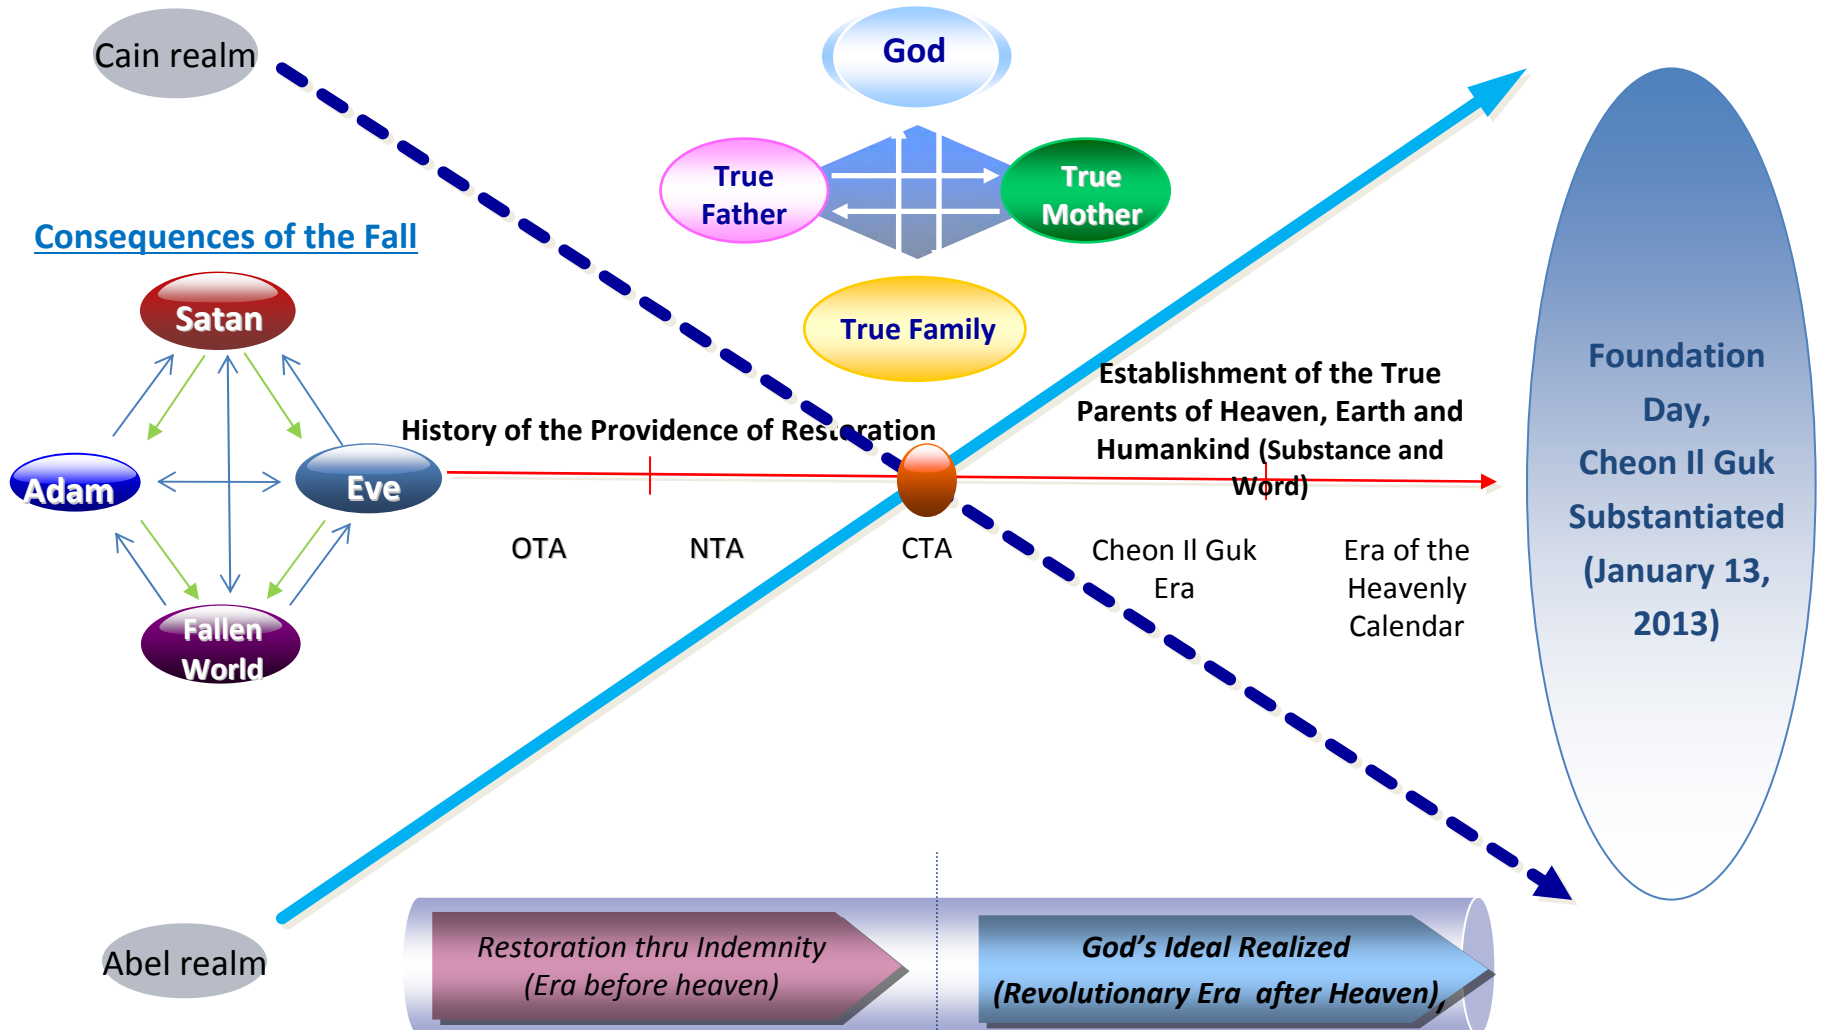 Cain realm
God
True
Father
True
Mother
Consequences of the Fall
Satan
True Family
Adam
Eve
Fallen
World
History of the Providence of Restoration
Establishment of the True
Parents of Heaven, Earth and
Humankind (Substance and
Word)
OTA
NTA
CTA
Cheon Il Guk
Era
Era of the
Heavenly
Calendar
Foundation
Day,
Cheon Il Guk
Substantiated
(January 13,
2013)
Abel realm
Restoration thru Indemnity
(Era before heaven)
God’s Ideal Realized
(Revolutionary Era after Heaven),